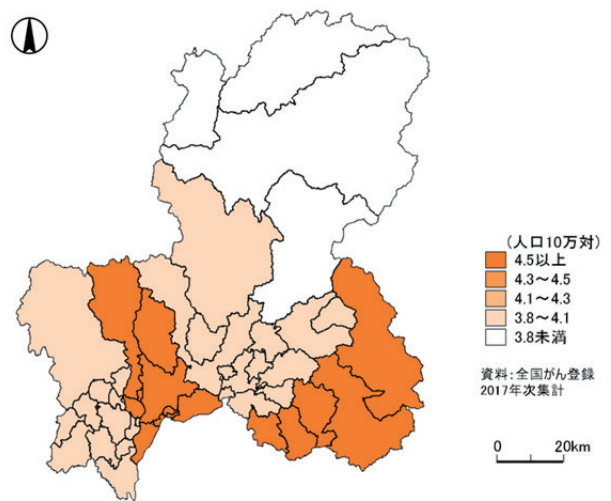 (人口10万対)
4.5以上
4.3～4.5
4.1～4.3
3.8～4.1
3.8未満
資料:全国がん登録
2017年次集計
0 20km